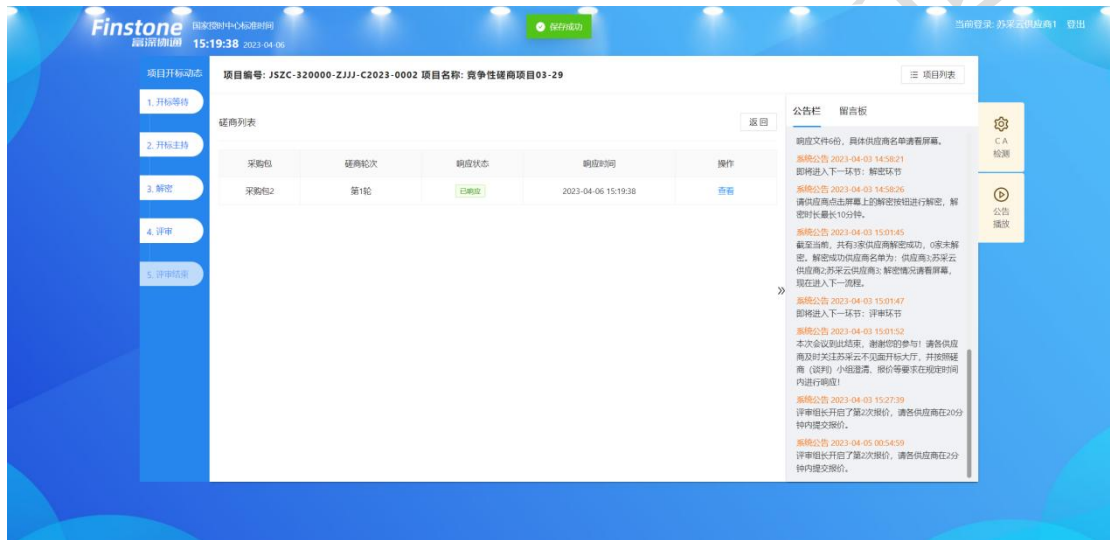 Finstone
富深协通
国家授时中心标准时间
15:19:38 2023-04-06
保存成功
当前登录: 苏采云供应商1 登出
项目开标动态
1. 开标等待
2. 开标主持
3. 解密
4. 评审
5. 评审结束
项目编号: JSZC-320000-ZJJJ-C2023-0002 项目名称: 竞争性磋商项目03-29
项目列表
磋商列表
返回
采购包 磋商轮次 响应状态 响应时间 操作
采购包2 第1轮 已响应 2023-04-06 15:19:38 查看
»
公告栏 留言板
响应文件6份，具体供应商名单请看屏幕。
系统公告 2023-04-03 14:58:21
即将进入下一环节：解密环节
系统公告 2023-04-03 14:58:26
请供应商点击屏幕上的解密按钮进行解密，解
密时长最长10分钟。
系统公告 2023-04-03 15:01:45
截至当前，共有3家供应商解密成功，0家未解
密。解密成功供应商名单为：供应商3;苏采云
供应商2;苏采云供应商3; 解密情况请看屏幕，
现在进入下一流程。
系统公告 2023-04-03 15:01:47
即将进入下一环节：评审环节
系统公告 2023-04-03 15:01:52
本次会议到此结束，谢谢您的参与！请各供应
商及时关注苏采云不见面开标大厅，并按照磋
商（谈判）小组澄清、报价等要求在规定时间
内进行响应！
系统公告 2023-04-03 15:27:39
评审组长开启了第2次报价，请各供应商在20分
钟内提交报价。
系统公告 2023-04-05 00:54:59
评审组长开启了第2次报价，请各供应商在2分
钟内提交报价。
CA
检测
公告
播放